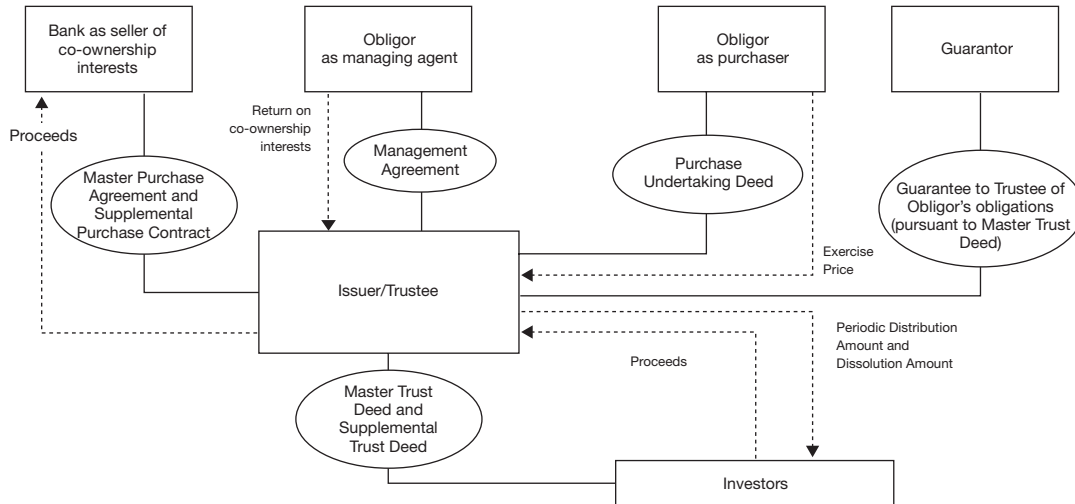 Bank as seller of
co-ownership
interests
Obligor
as managing agent
Obligor
as purchaser
Guarantor
Proceeds
Return on
co-ownership
interests
Management
Agreement
Purchase
Undertaking Deed
Master Purchase
Agreement and
Supplemental
Purchase Contract
Guarantee to Trustee of
Obligor's obligations
(pursuant to Master Trust
Deed)
Exercise
Price
Issuer/Trustee
Periodic Distribution
Amount and
Dissolution Amount
Proceeds
Master Trust
Deed and
Supplemental
Trust Deed
Investors